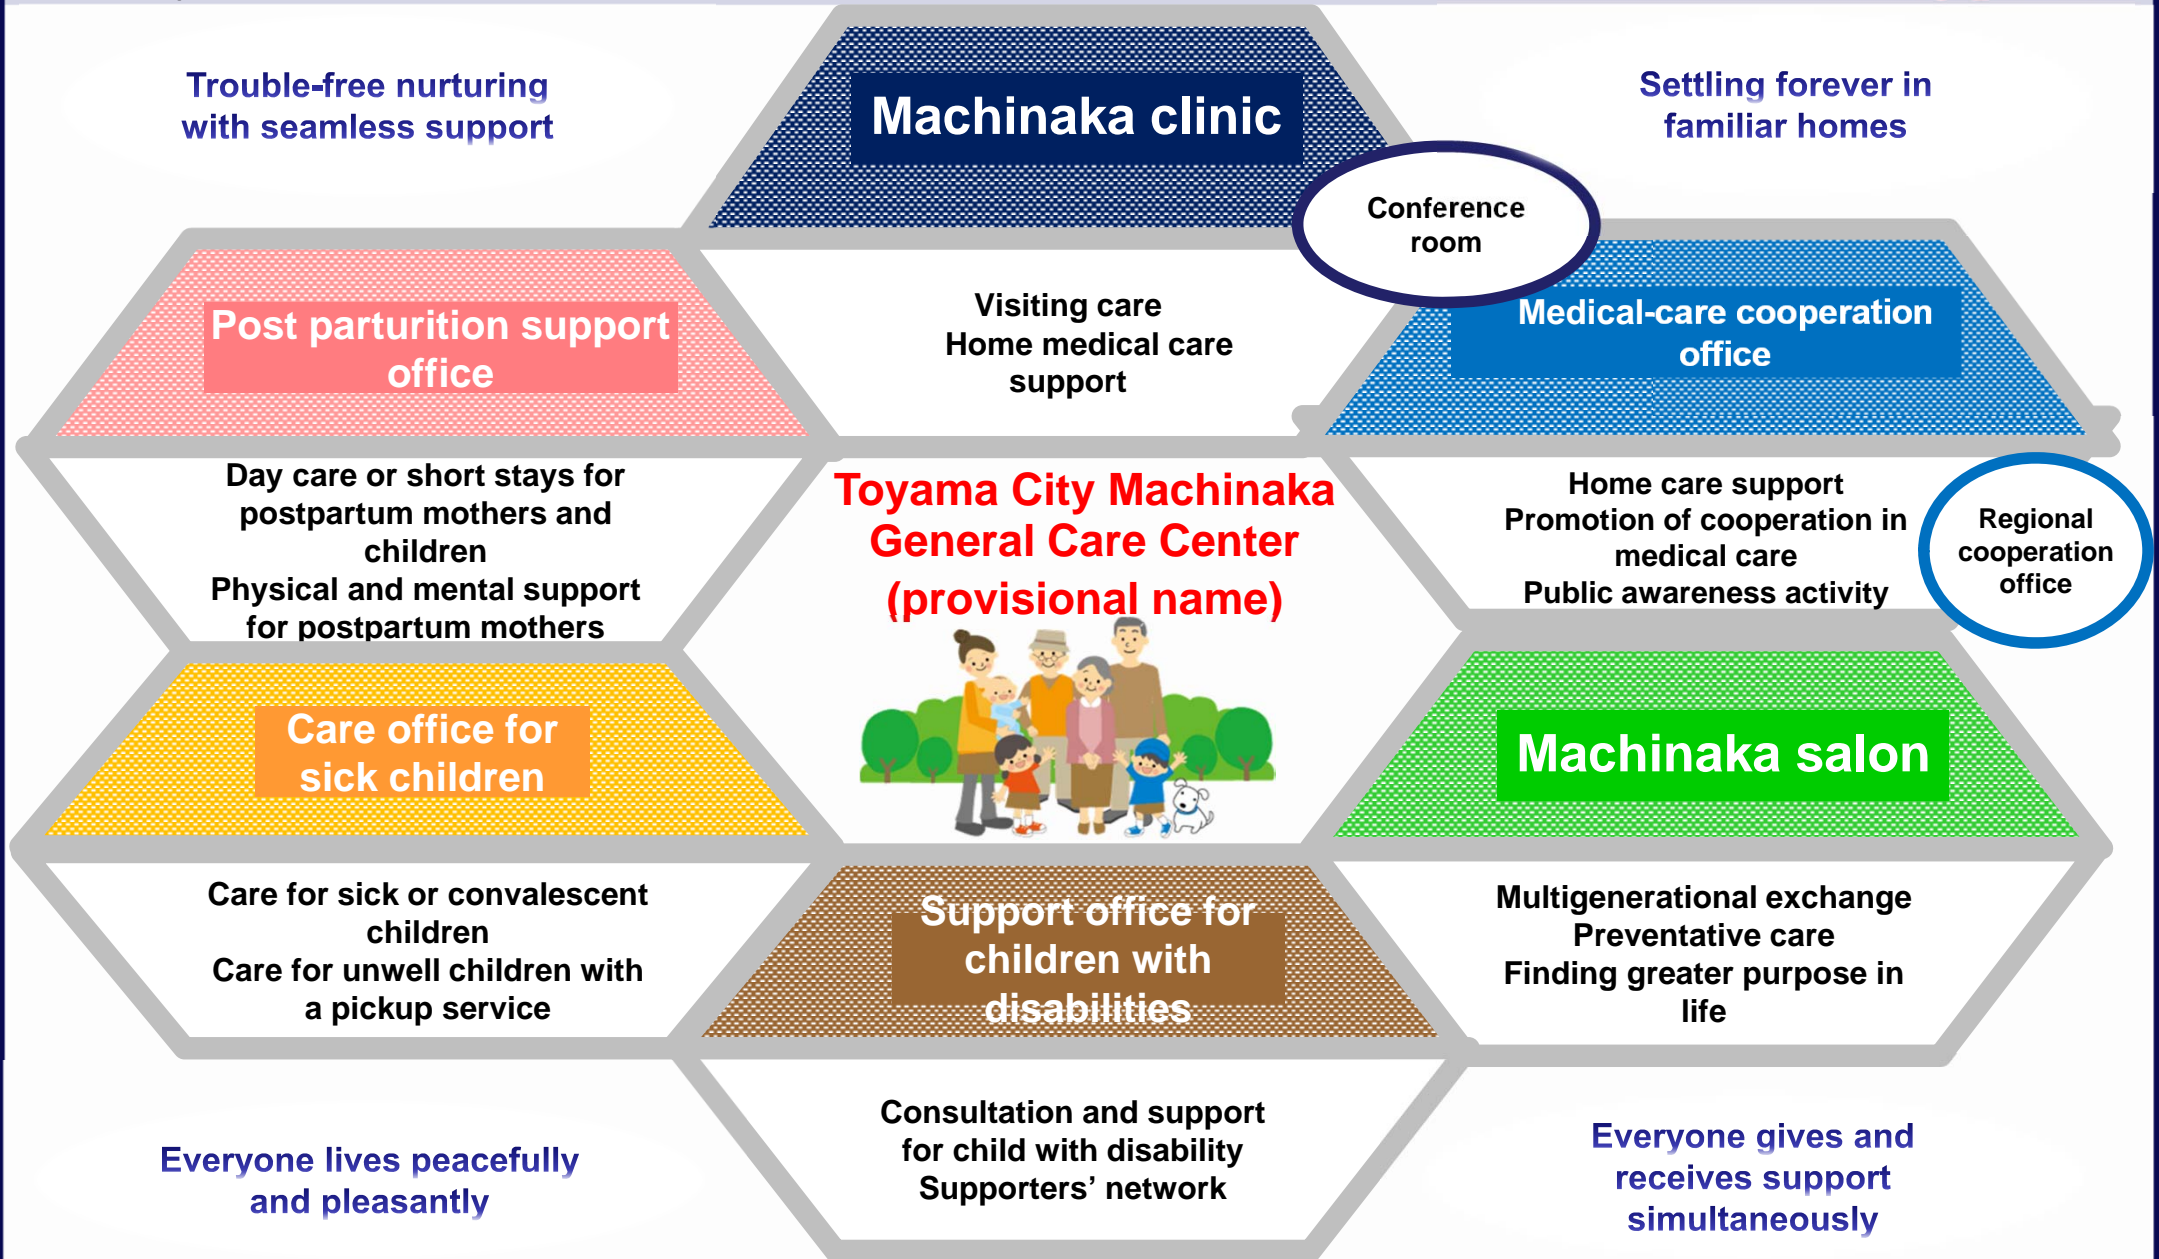 Trouble-free nurturing
with seamless support
Machinaka clinic
Settling forever in
familiar homes
Conference
room
Visiting care
Home medical care
support
Post parturition support
office
Medical-care cooperation
office
Day care or short stays for
postpartum mothers and
children
Physical and mental support
for postpartum mothers
Toyama City Machinaka
General Care Center
(provisional name)
Home care support
Promotion of cooperation in
medical care
Public awareness activity
Regional
cooperation
office
Care office for
sick children
Machinaka salon
Care for sick or convalescent
children
Care for unwell children with
a pickup service
Support office for
children with
disabilities
Multigenerational exchange
Preventative care
Finding greater purpose in
life
Consultation and support
for child with disability
Supporters’ network
Everyone lives peacefully
and pleasantly
Everyone gives and
receives support
simultaneously